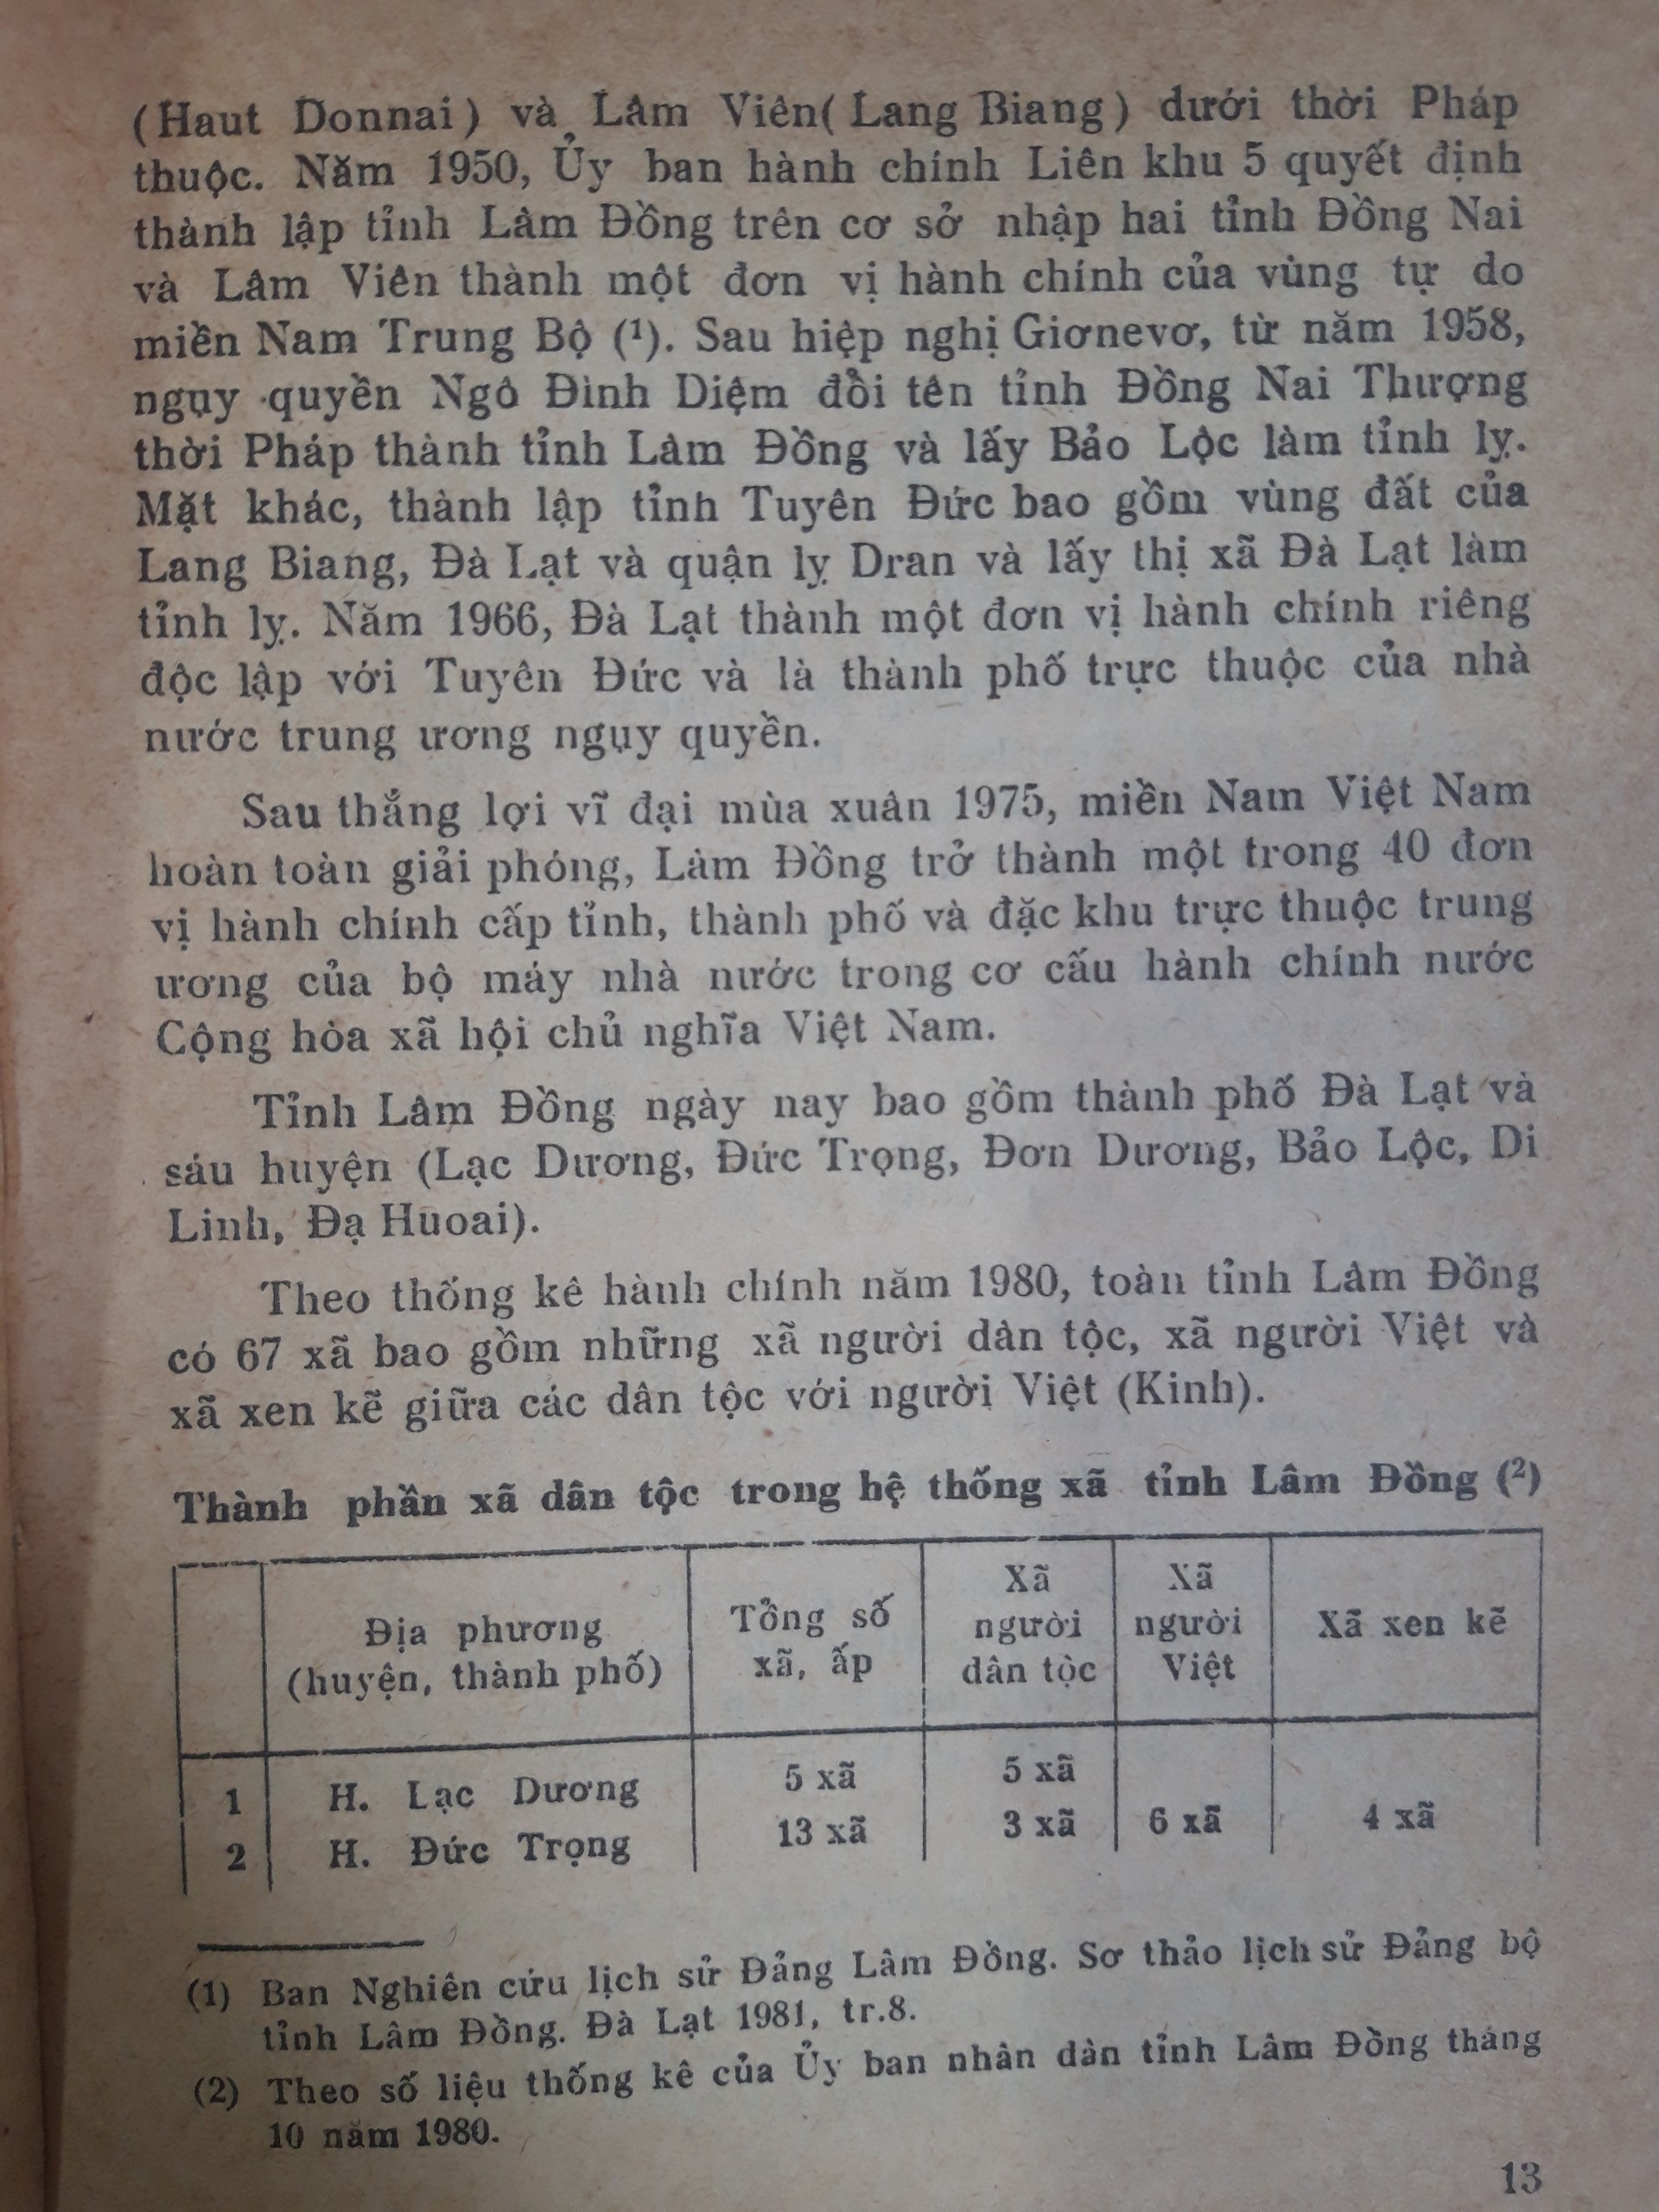 (Haut Donnai) và Lâm Viên( Lang Biang) dưới thời Pháp
thuộc. Năm 1950, Ủy ban hành chính Liên khu 5 quyết định
thành lập tỉnh Lâm Đồng trên cơ sở nhập hai tỉnh Đồng Nai
và Lâm Viên thành một đơn vị hành chính của vùng tự do
miền Nam Trung Bộ (¹). Sau hiệp nghị Giơnevơ, từ năm 1958,
ngụy quyền Ngô Đình Diệm đổi tên tỉnh Đồng Nai Thượng
thời Pháp thành tỉnh Lâm Đồng và lấy Bảo Lộc làm tỉnh lỵ.
Mặt khác, thành lập tỉnh Tuyên Đức bao gồm vùng đất của
Lang Biang, Đà Lạt và quận lỵ Dran và lấy thị xã Đà Lạt làm
tỉnh lỵ. Năm 1966, Đà Lạt thành một đơn vị hành chính riêng
độc lập với Tuyên Đức và là thành phố trực thuộc của nhà
nước trung ương ngụy quyền.
Sau thắng lợi vĩ đại mùa xuân 1975, miền Nam Việt Nam
hoàn toàn giải phóng, Lâm Đồng trở thành một trong 40 đơn
vị hành chính cấp tỉnh, thành phố và đặc khu trực thuộc trung
ương của bộ máy nhà nước trong cơ cấu hành chính nước
Cộng hòa xã hội chủ nghĩa Việt Nam.
Tỉnh Lâm Đồng ngày nay bao gồm thành phố Đà Lạt và
sáu huyện (Lạc Dương, Đức Trọng, Đơn Dương, Bảo Lộc, Di
Linh, Đạ Huoai).
Theo thống kê hành chính năm 1980, toàn tỉnh Lâm Đồng
có 67 xã bao gồm những xã người dân tộc, xã người Việt và
xã xen kẽ giữa các dân tộc với người Việt (Kinh).
Thành phần xã dân tộc trong hệ thống xã tỉnh Lâm Đồng (²)
Địa phương
(huyện, thành phố)
Tổng số
xã, ấp
Xã
người
dân tộc
Xã
người
Việt
Xã xen kẽ
1 H. Lạc Dương 5 xã 5 xã
2 H. Đức Trọng 13 xã 3 xã 6 xã 4 xã
(1) Ban Nghiên cứu lịch sử Đảng Lâm Đồng. Sơ thảo lịch sử Đảng bộ
tỉnh Lâm Đồng. Đà Lạt 1981, tr.8.
(2) Theo số liệu thống kê của Ủy ban nhân dân tỉnh Lâm Đồng tháng
10 năm 1980.
13